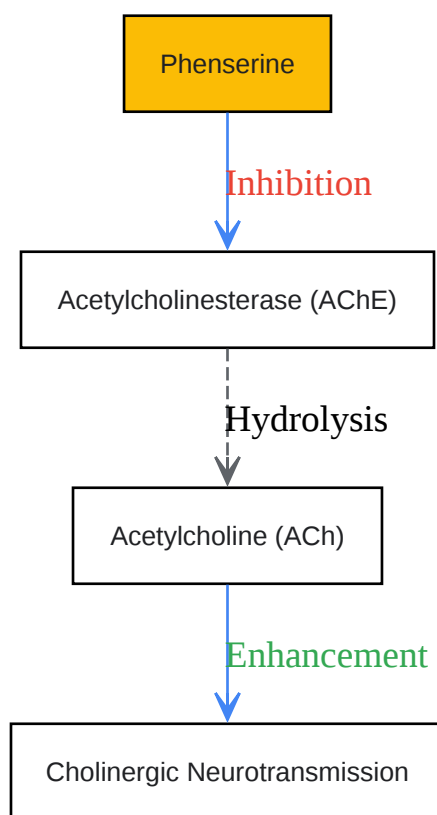 Phenserine
Inhibition
Acetylcholinesterase (AChE)
Hydrolysis
Acetylcholine (ACh)
Enhancement
Cholinergic Neurotransmission